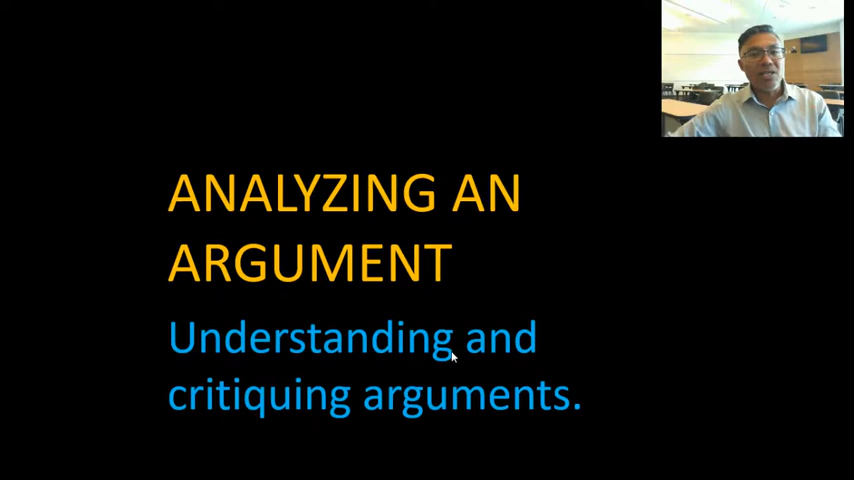 ANALYZING AN
ARGUMENT
Understanding and
critiquing arguments.